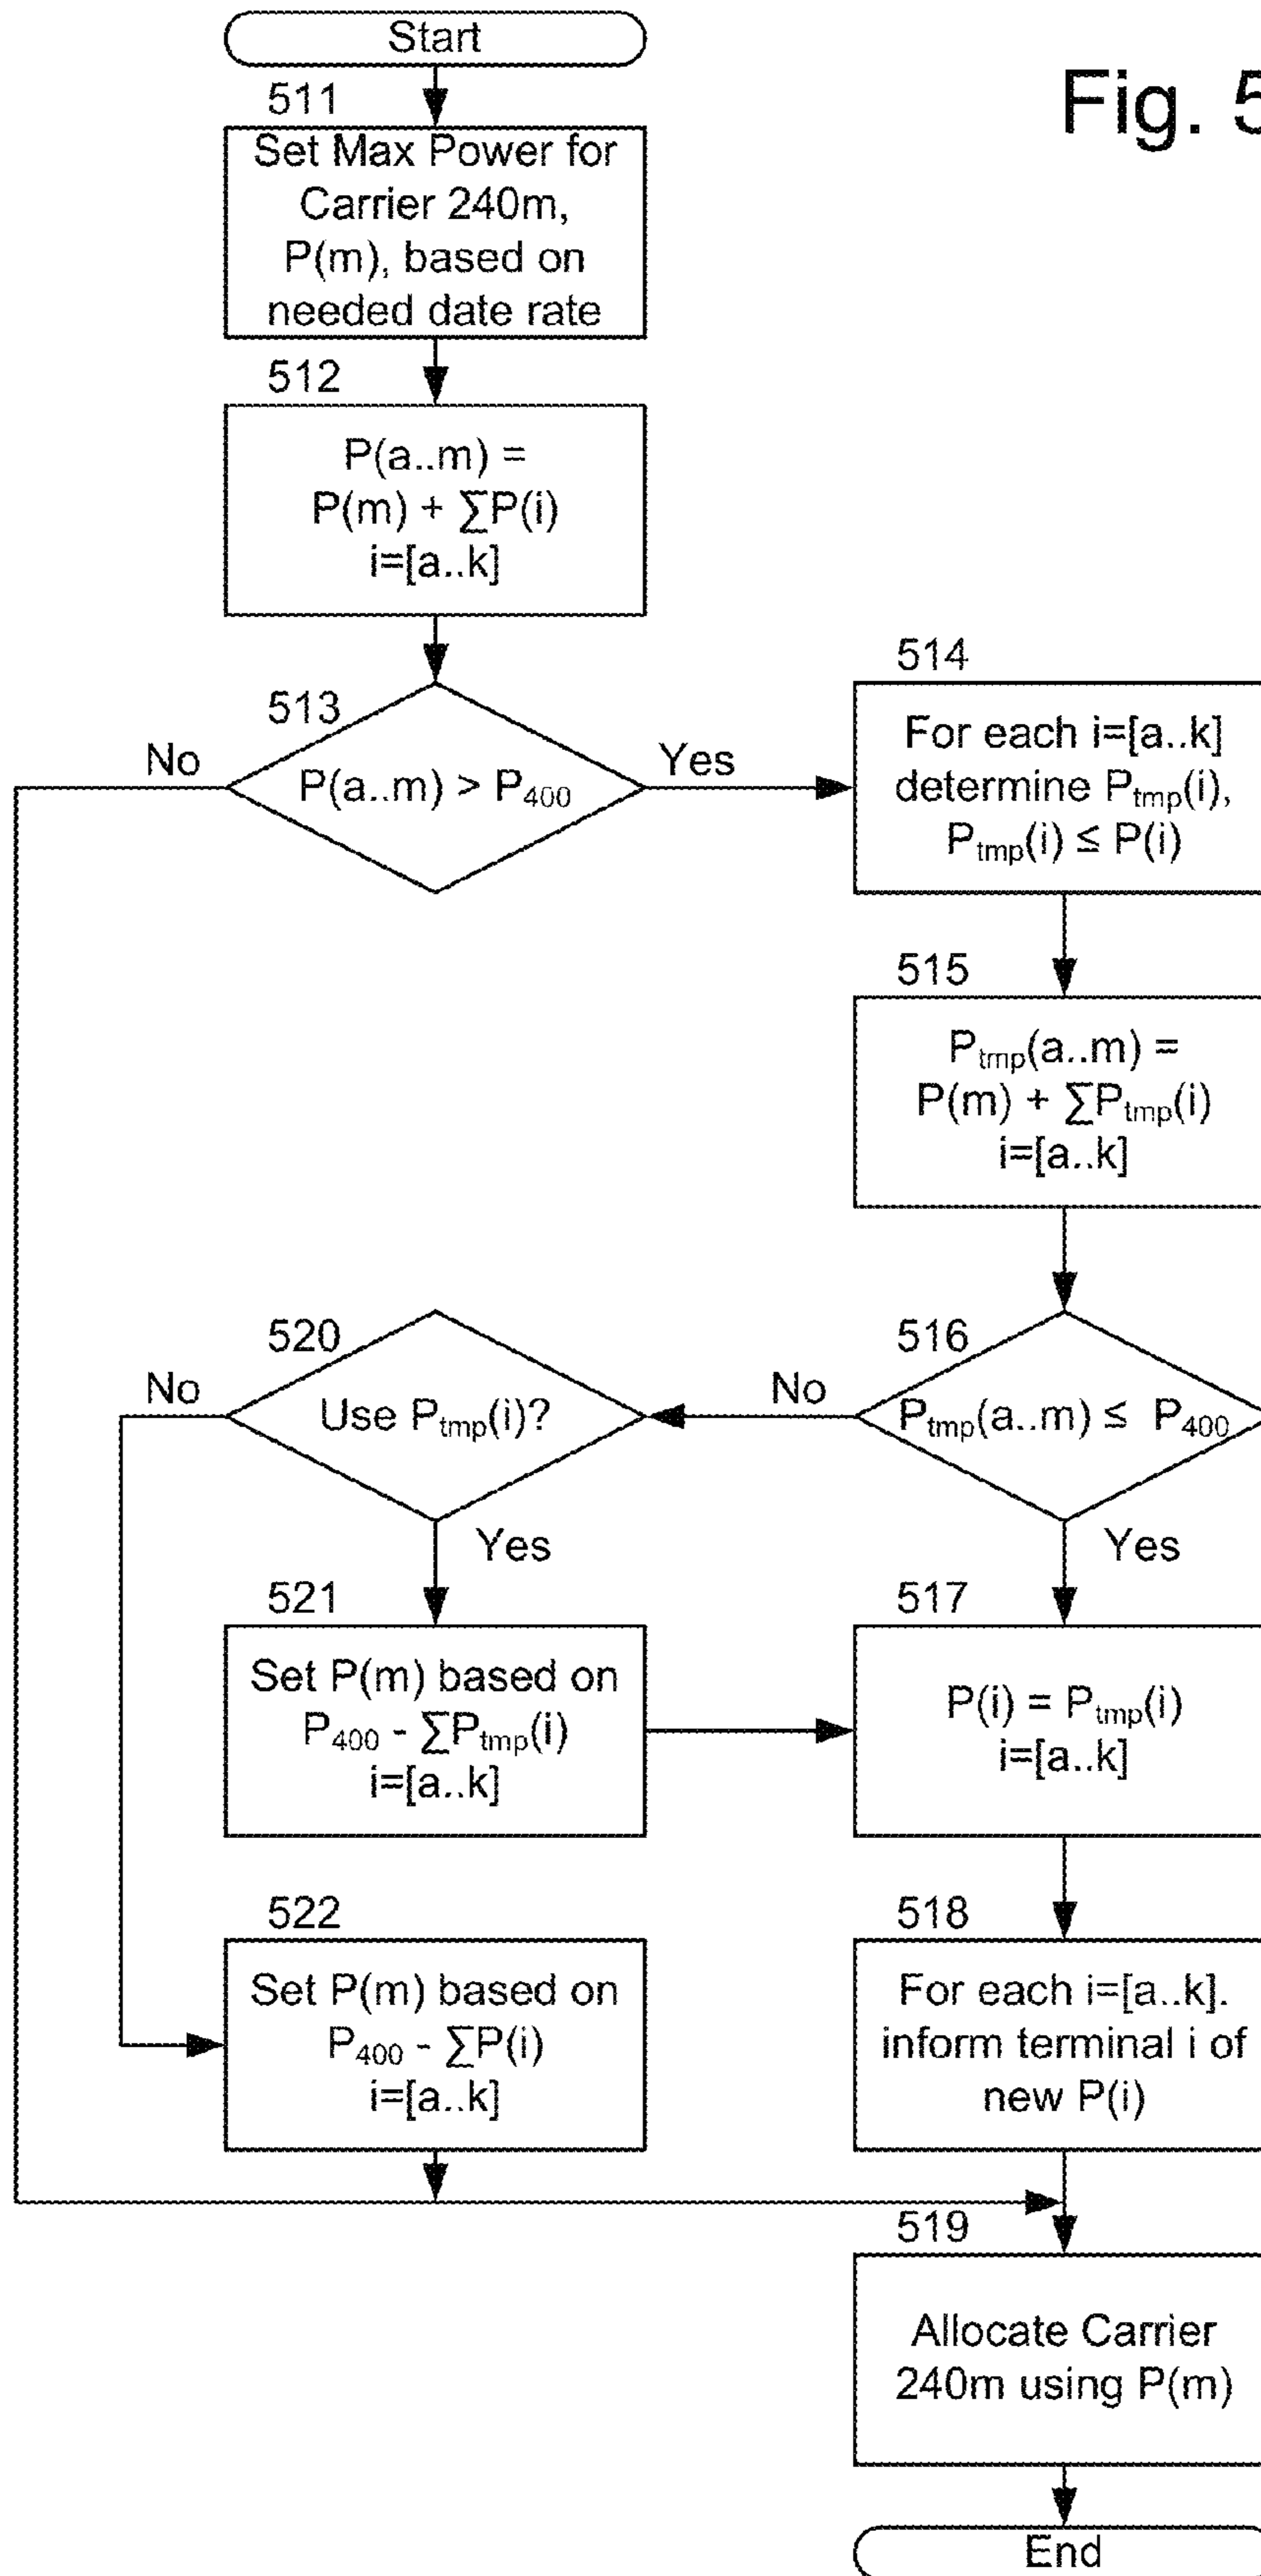 Start
Fig. 5
511
Set Max Power for
Carrier 240m,
P(m), based on
needed date rate
512
P(a..m) =
P(m) + ∑P(i)
i=[a..k]
513
P(a..m) > P₄₀₀
No
Yes
514
For each i=[a..k]
determine Pₜₘₚ(i),
Pₜₘₚ(i) ≤ P(i)
515
Pₜₘₚ(a..m) =
P(m) + ∑Pₜₘₚ(i)
i=[a..k]
516
Pₜₘₚ(a..m) ≤ P₄₀₀
No
Yes
520
Use Pₜₘₚ(i)?
No
Yes
521
Set P(m) based on
P₄₀₀ - ∑Pₜₘₚ(i)
i=[a..k]
517
P(i) = Pₜₘₚ(i)
i=[a..k]
522
Set P(m) based on
P₄₀₀ - ∑P(i)
i=[a..k]
518
For each i=[a..k].
inform terminal i of
new P(i)
519
Allocate Carrier
240m using P(m)
End